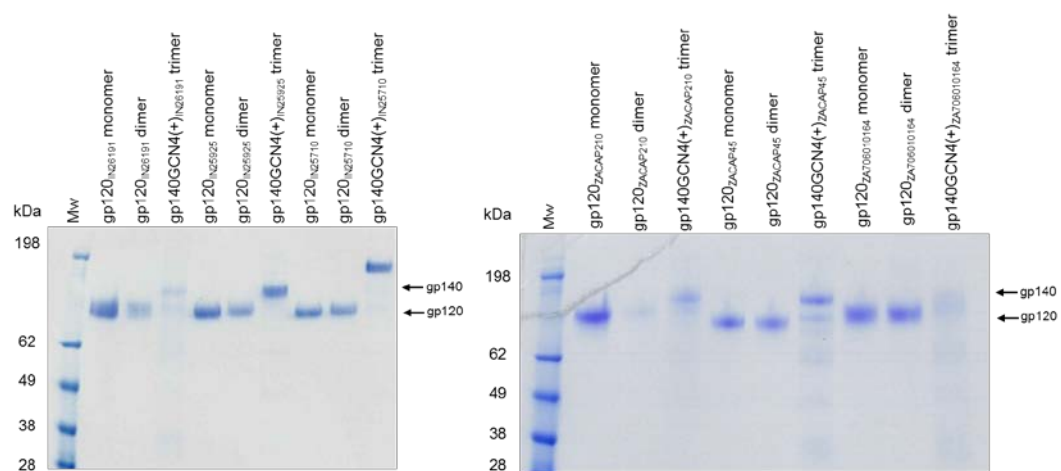 gp120IN26191 monomer
gp120IN26191 dimer
gp140GCN4(+)IN26191 trimer
gp120IN25925 monomer
gp120IN25925 dimer
gp140GCN4(+)IN25925 trimer
gp120IN25710 monomer
gp120IN25710 dimer
gp140GCN4(+)IN25710 trimer
kDa
Mw
198
62
49
38
28
gp140
gp120
gp120ZACAP210 monomer
gp120ZACAP210 dimer
gp140GCN4(+)ZACAP210 trimer
gp120ZACAP45 monomer
gp120ZACAP45 dimer
gp140GCN4(+)ZACAP45 trimer
gp120ZA706010164 monomer
gp120ZA706010164 dimer
gp140GCN4(+)ZA706010164 trimer
kDa
Mw
198
62
49
38
28
gp140
gp120